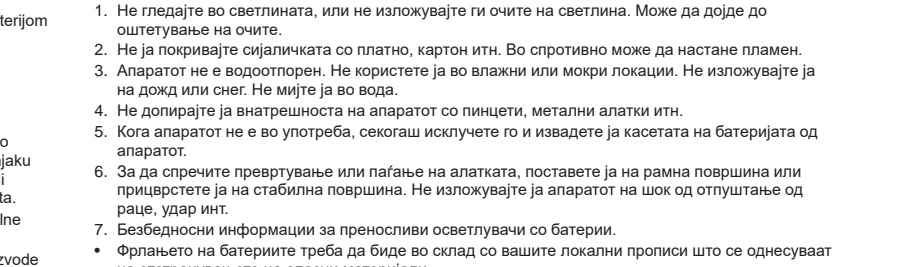 terijom
o
jaku
i
ta.
lne
zvode
1. Не гледајте во светлината, или не изложувајте ги очите на светлина. Може да дојде до
оштетување на очите.
2. Не ја покривајте сијаличката со платно, картон итн. Во спротивно може да настане пламен.
3. Апаратот не е водоотпорен. Не користете ја во влажни или мокри локации. Не изложувајте ја
на дожд или снег. Не мијте ја во вода.
4. Не допирајте ја внатрешноста на апаратот со пинцети, метални алатки итн.
5. Кога апаратот не е во употреба, секогаш исклучете го и извадете ја касетата на батеријата од
апаратот.
6. За да спречите превртување или паѓање на алатката, поставете ја на рамна површина или
прицврстете ја на стабилна површина. Не изложувајте ја апаратот на шок од отпуштање од
раце, удар инт.
7. Безбедносни информации за преносливи осветлувачи со батерии.
• Фрлањето на батериите треба да биде во склад со вашите локални прописи што се однесуваат